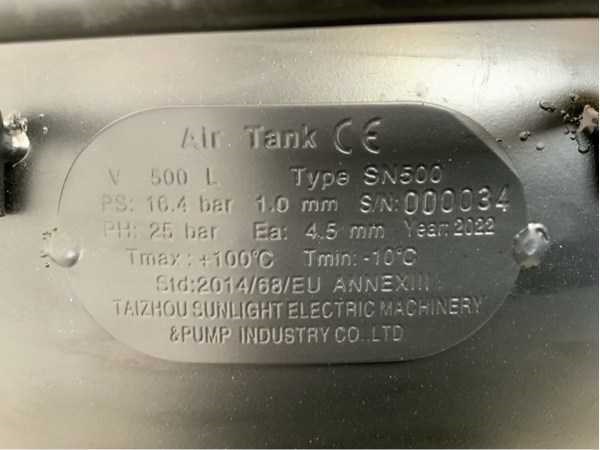 Air Tank CE
V 500 L Type SN500
PS: 16.4 bar 1.0 mm S/N: 000034
PH: 25 bar Ea: 4.5 mm Year: 2022
Tmax: +100°C Tmin: -10°C
Std:2014/68/EU ANNEXIII
TAIZHOU SUNLIGHT ELECTRIC MACHINERY
&PUMP INDUSTRY CO.,LTD